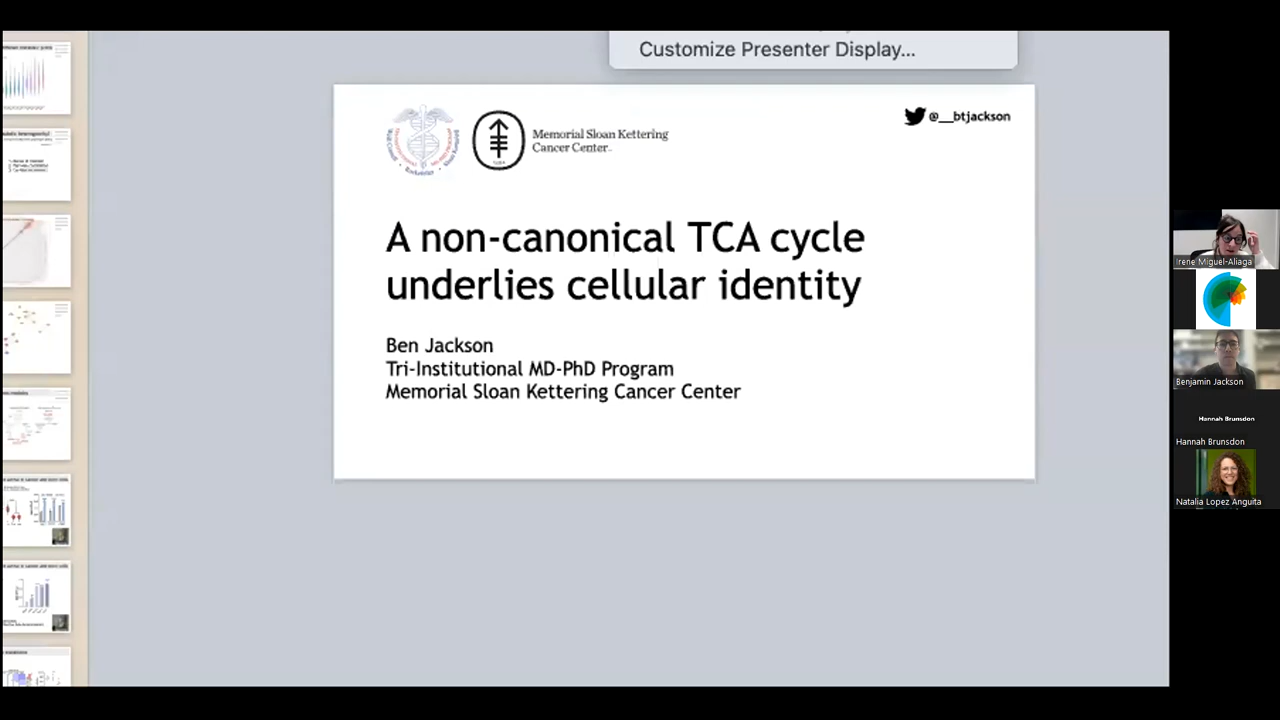 Customize Presenter Display...
@__btjackson
Memorial Sloan Kettering
Cancer Center
A non-canonical TCA cycle
underlies cellular identity
Ben Jackson
Tri-Institutional MD-PhD Program
Memorial Sloan Kettering Cancer Center
Irene Miguel-Aliaga
Benjamin Jackson
Hannah Brunsdon
Hannah Brunsdon
Natalia Lopez Anguita